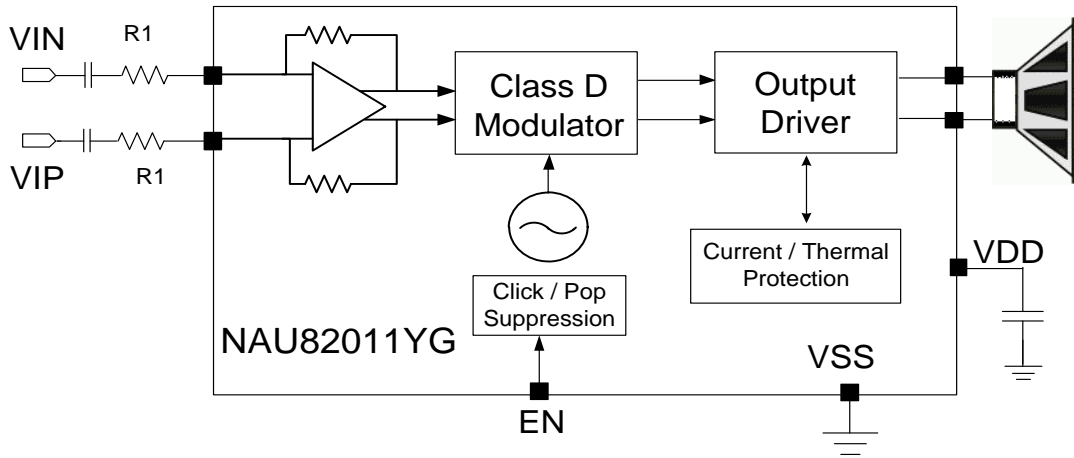 VIN
R1
VIP
R1
Class D
Modulator
Output
Driver
Current / Thermal
Protection
Click / Pop
Suppression
NAU82011YG
EN
VSS
VDD